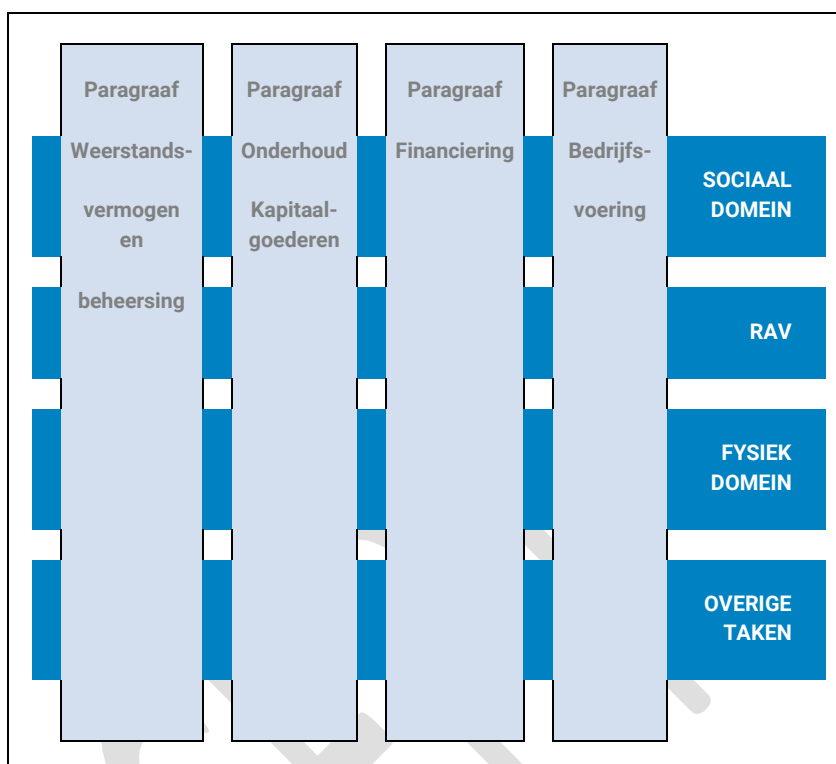 Paragraaf
Weerstands-
vermogen
en
beheersing
Paragraaf
Onderhoud
Kapitaal-
goederen
Paragraaf
Financiering
Paragraaf
Bedrijfs-
voering
SOCIAAL
DOMEIN
RAV
FYSIEK
DOMEIN
OVERIGE
TAKEN